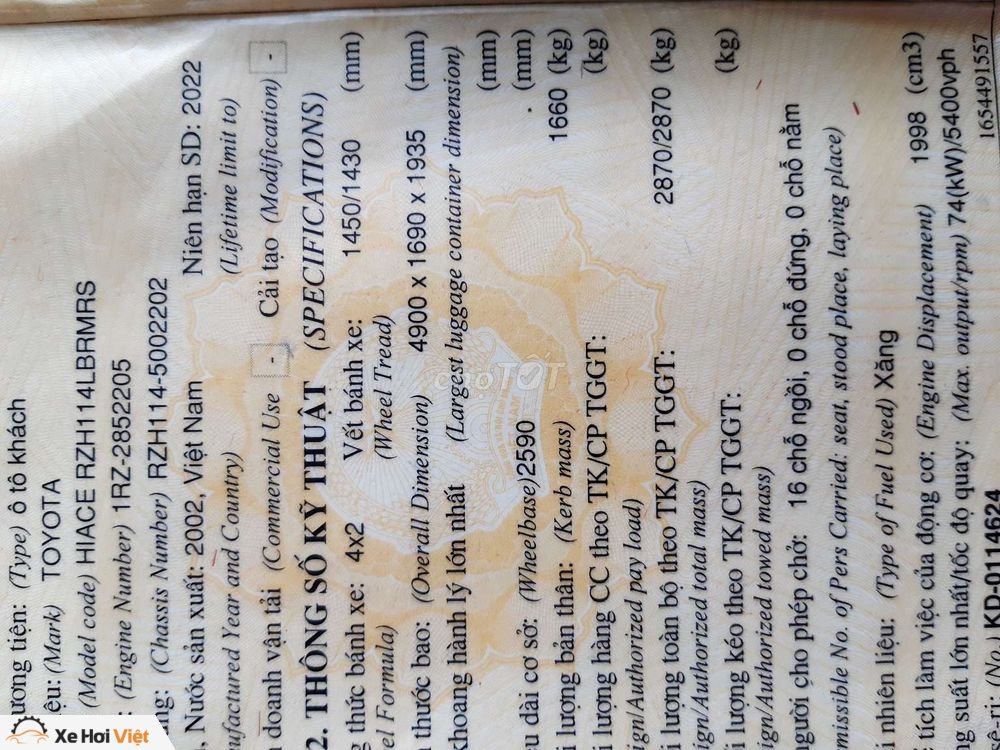 ương tiện: (Type) ô tô khách
iệu: (Mark) TOYOTA
(Model code) HIACE RZH114LBRMRS
: (Engine Number) 1RZ-2852205
ng: (Chassis Number) RZH114-5002202
, Nước sản xuất: 2002, Việt Nam Niên hạn SD: 2022
nufactured Year and Country) (Lifetime limit to)
h doanh vận tải (Commercial Use - Cải tạo (Modification) -
2. THÔNG SỐ KỸ THUẬT (SPECIFICATIONS)
g thức bánh xe: 4x2 Vết bánh xe: 1450/1430 (mm)
eel Formula) (Wheel Tread)
thước bao: (Overall Dimension) 4900 x 1690 x 1935 (mm)
khoang hành lý lớn nhất (Largest luggage container dimension)
(mm)
ều dài cơ sở: (Wheelbase)2590 (mm)
i lượng bản thân: (Kerb mass) 1660 (kg)
i lượng hàng CC theo TK/CP TGGT: (kg)
ign/Authorized pay load)
i lượng toàn bộ theo TK/CP TGGT: 2870/2870 (kg)
ign/Authorized total mass)
i lượng kéo theo TK/CP TGGT: (kg)
ign/Authorized towed mass)
người cho phép chở: 16 chỗ ngồi, 0 chỗ đứng, 0 chỗ nằm
missible No. of Pers Carried: seat, stood place, laying place)
i nhiên liệu: (Type of Fuel Used) Xăng
tích làm việc của động cơ: (Engine Displacement) 1998 (cm3)
g suất lớn nhất/tốc độ quay: (Max. output/rpm) 74(kW)/5400vph
(No.) KD-0114624
1654491557
choTỐT
Xe Hơi Việt